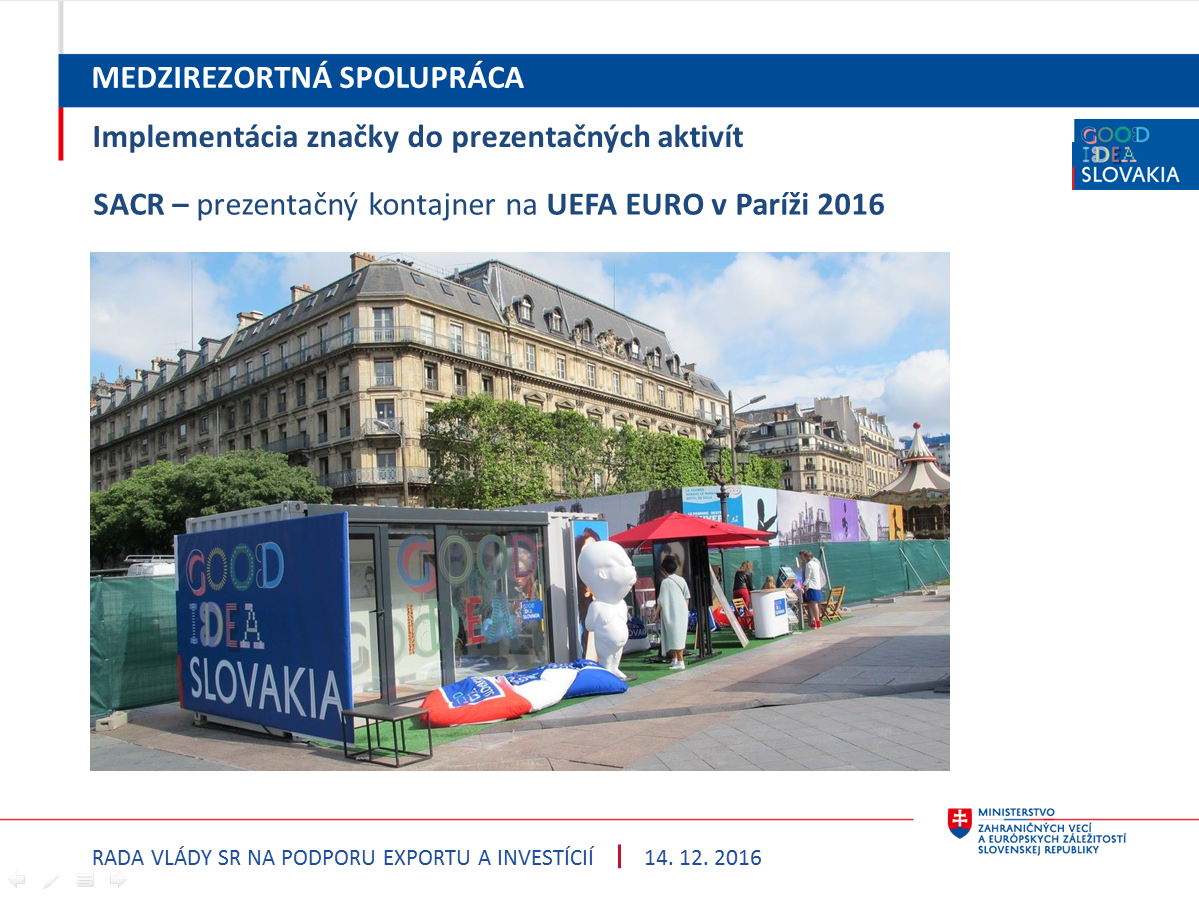 MEDZIREZORTNÁ SPOLUPRÁCA
Implementácia značky do prezentačných aktivít
GOOD
IDEA
SLOVAKIA
SACR – prezentačný kontajner na UEFA EURO v Paríži 2016
GOOD
IDEA
SLOVAKIA
GOOD
IDEA
RADA VLÁDY SR NA PODPORU EXPORTU A INVESTÍCIÍ
14. 12. 2016
MINISTERSTVO
ZAHRANIČNÝCH VECÍ
A EURÓPSKYCH ZÁLEŽITOSTÍ
SLOVENSKEJ REPUBLIKY